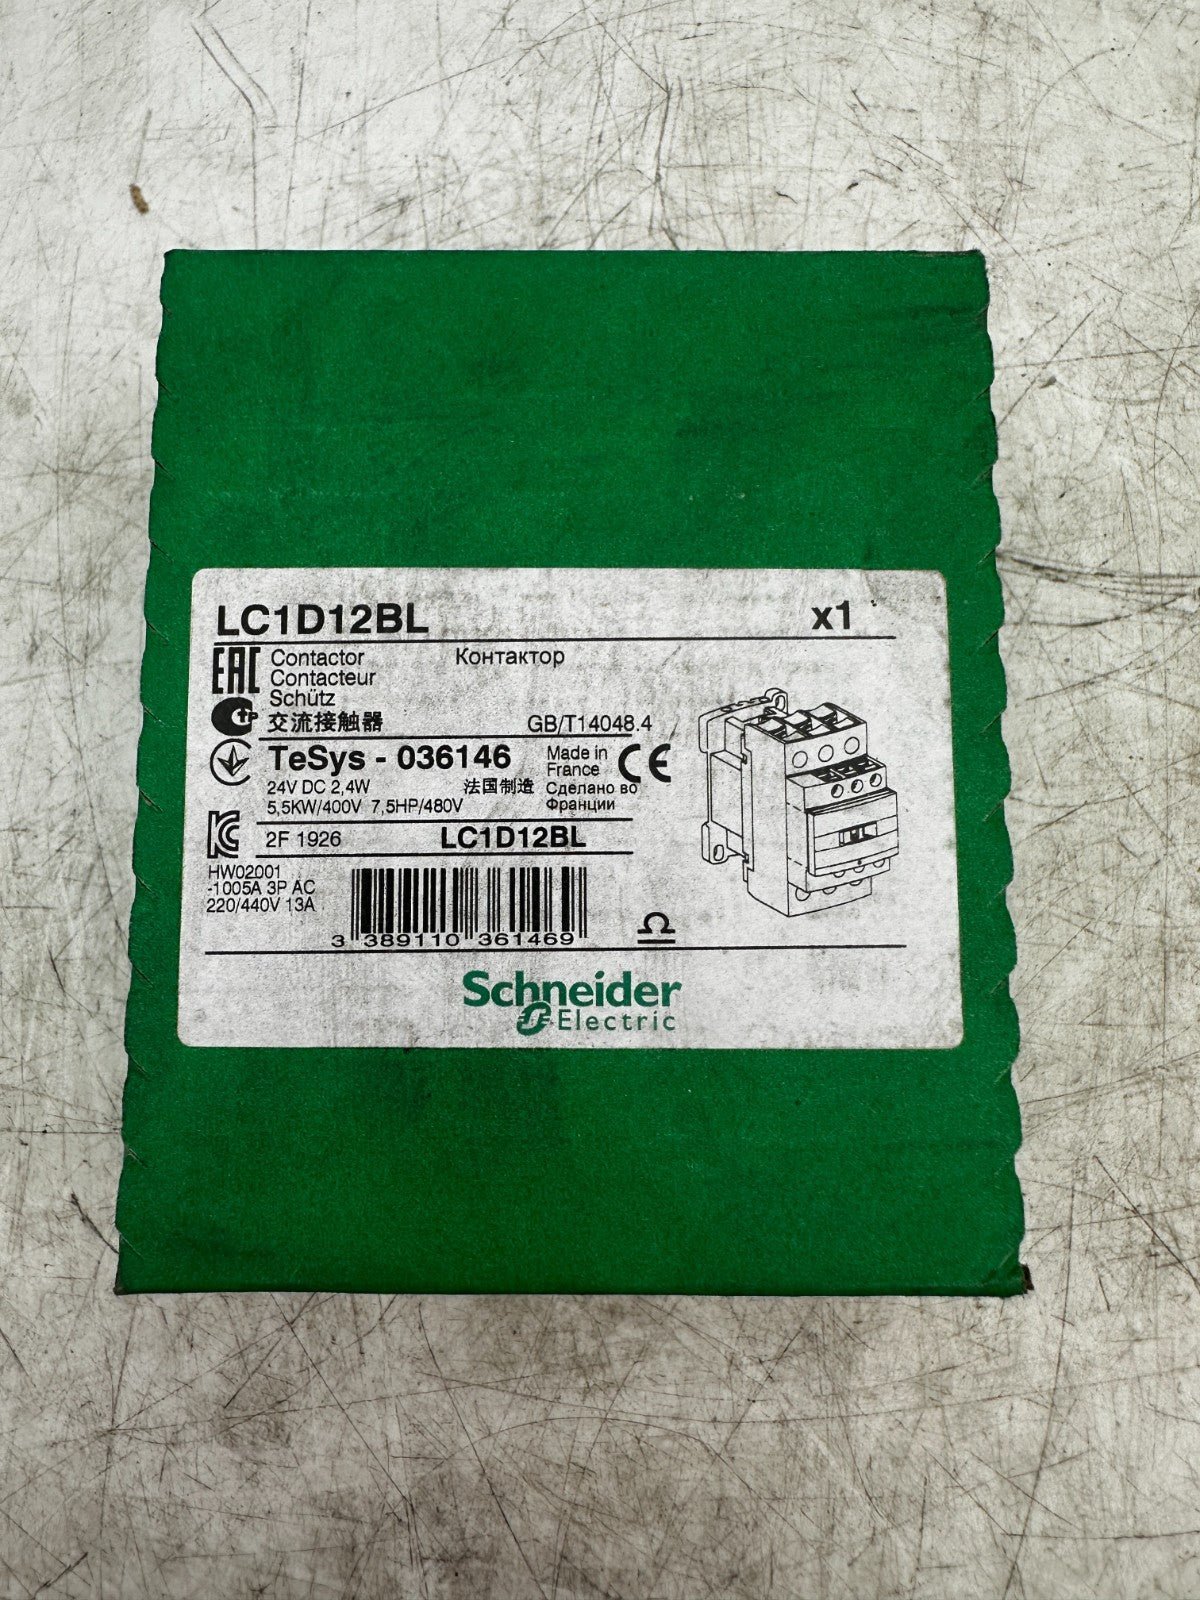 LC1D12BL x1
EAC Contactor Контактор
Contacteur
Schütz
交流接触器 GB/T14048.4
TeSys - 036146 Made in France CE
24V DC 2,4W 法国制造 Сделано во Франции
5,5KW/400V 7,5HP/480V
2F 1926 LC1D12BL
HW02001
-1005A 3P AC
220/440V 13A
3 389110 361469
Schneider
Electric